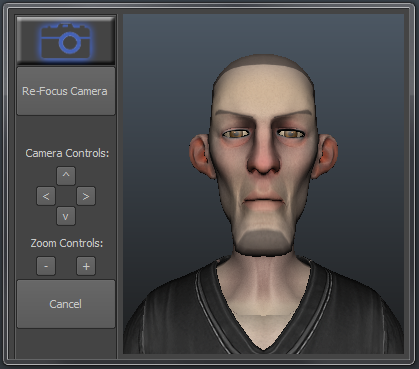 Re-Focus Camera
Camera Controls:
^
< >
v
Zoom Controls:
- +
Cancel